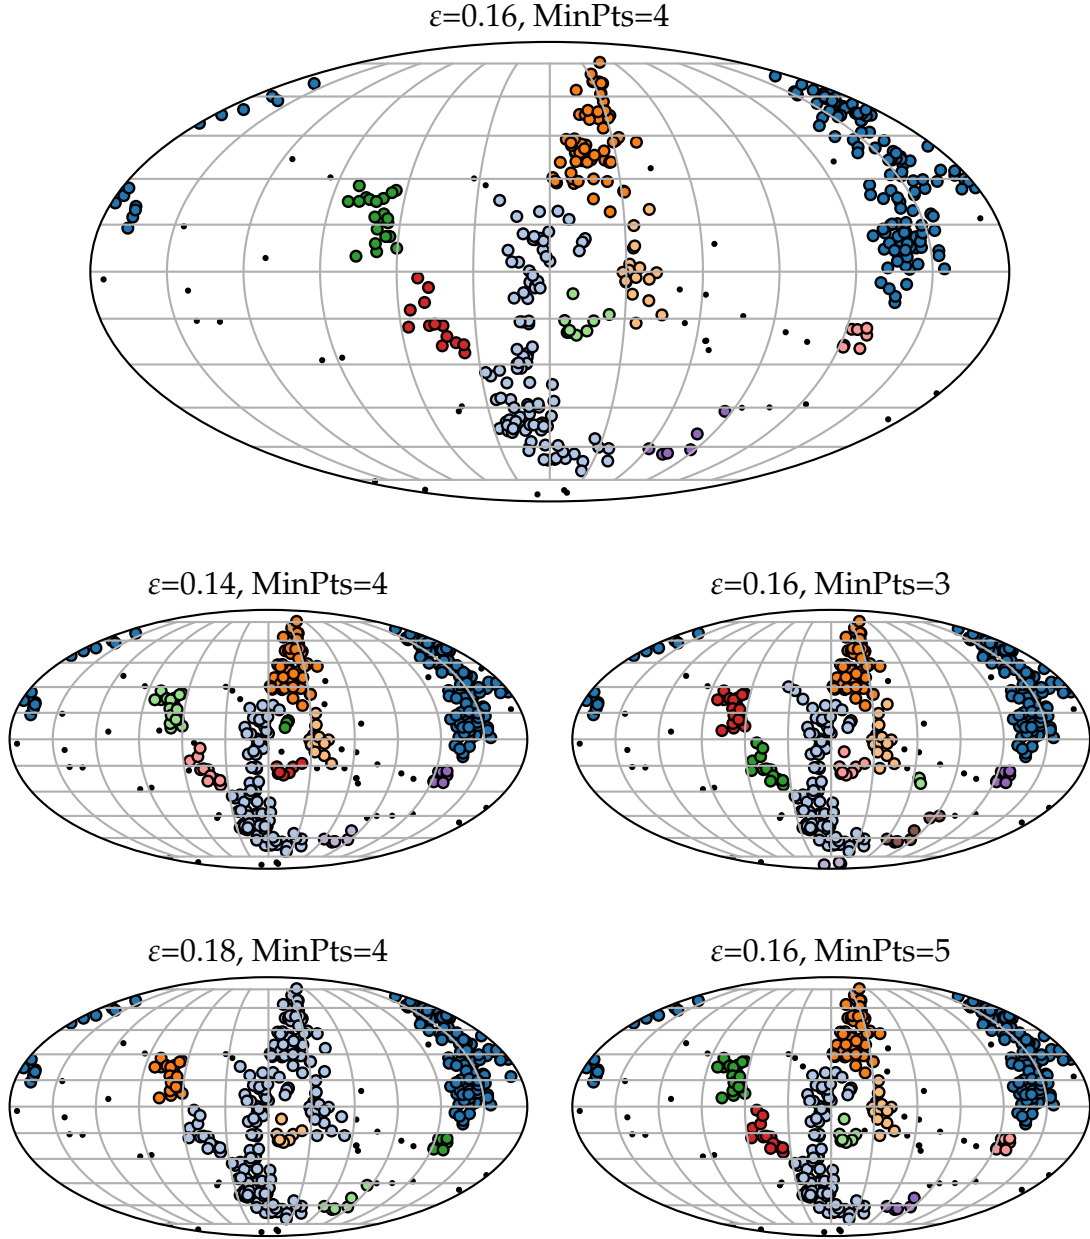 ε=0.16, MinPts=4
ε=0.14, MinPts=4
ε=0.16, MinPts=3
ε=0.18, MinPts=4
ε=0.16, MinPts=5